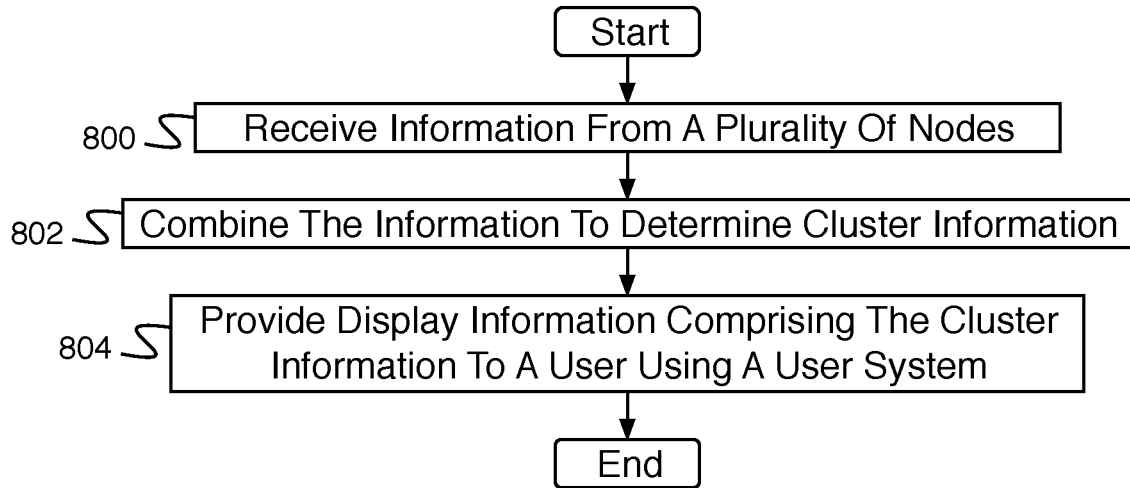 Start
800
Receive Information From A Plurality Of Nodes
802
Combine The Information To Determine Cluster Information
804
Provide Display Information Comprising The Cluster
Information To A User Using A User System
End